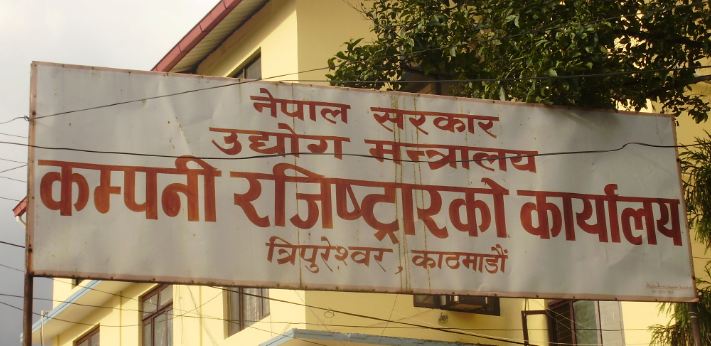 नेपाल सरकार
उद्योग मन्त्रालय
कम्पनी रजिष्ट्रारको कार्यालय
त्रिपुरेश्वर, काठमाडौं